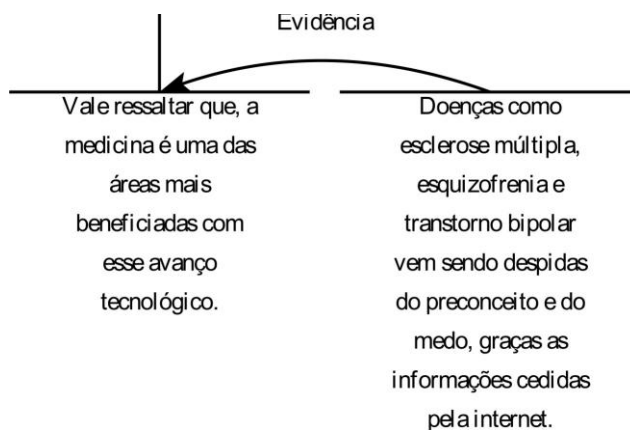 Evidência
Vale ressaltar que, a
medicina é uma das
áreas mais
beneficiadas com
esse avanço
tecnológico.
Doenças como
esclerose múltipla,
esquizofrenia e
transtorno bipolar
vem sendo despidas
do preconceito e do
medo, graças as
informações cedidas
pela internet.